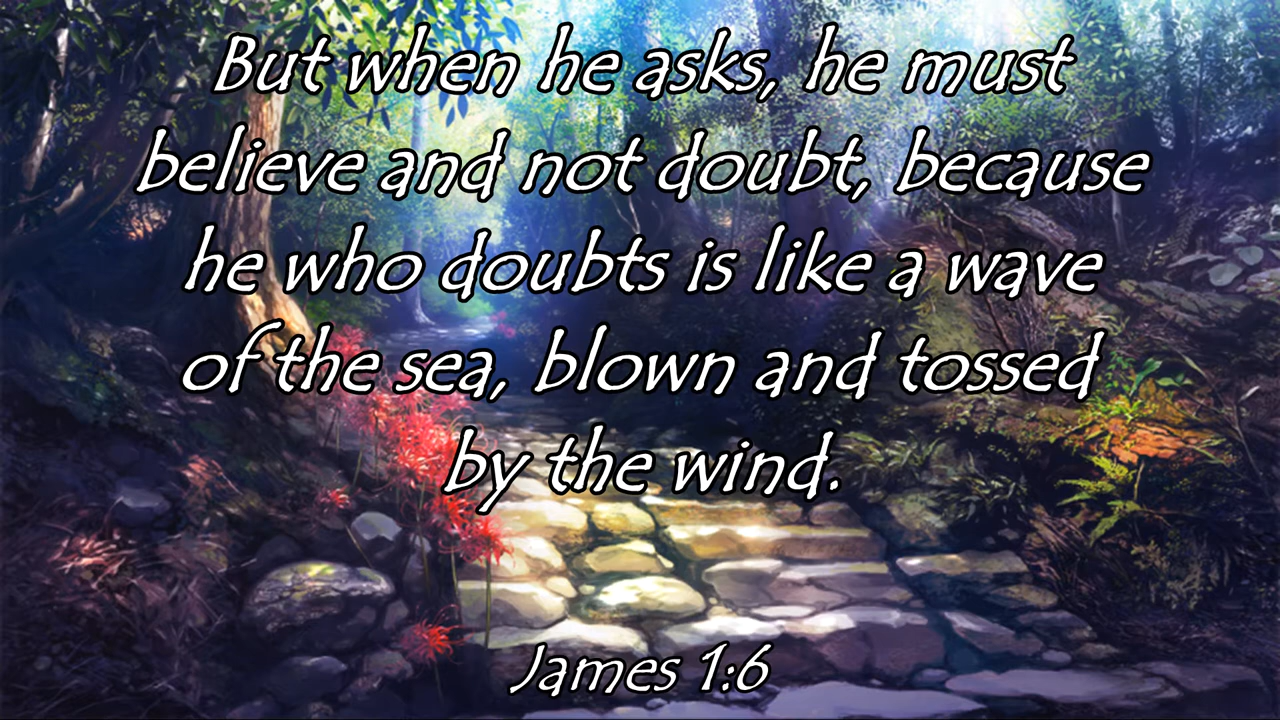 But when he asks, he must
believe and not doubt, because
he who doubts is like a wave
of the sea, blown and tossed
by the wind.
James 1:6